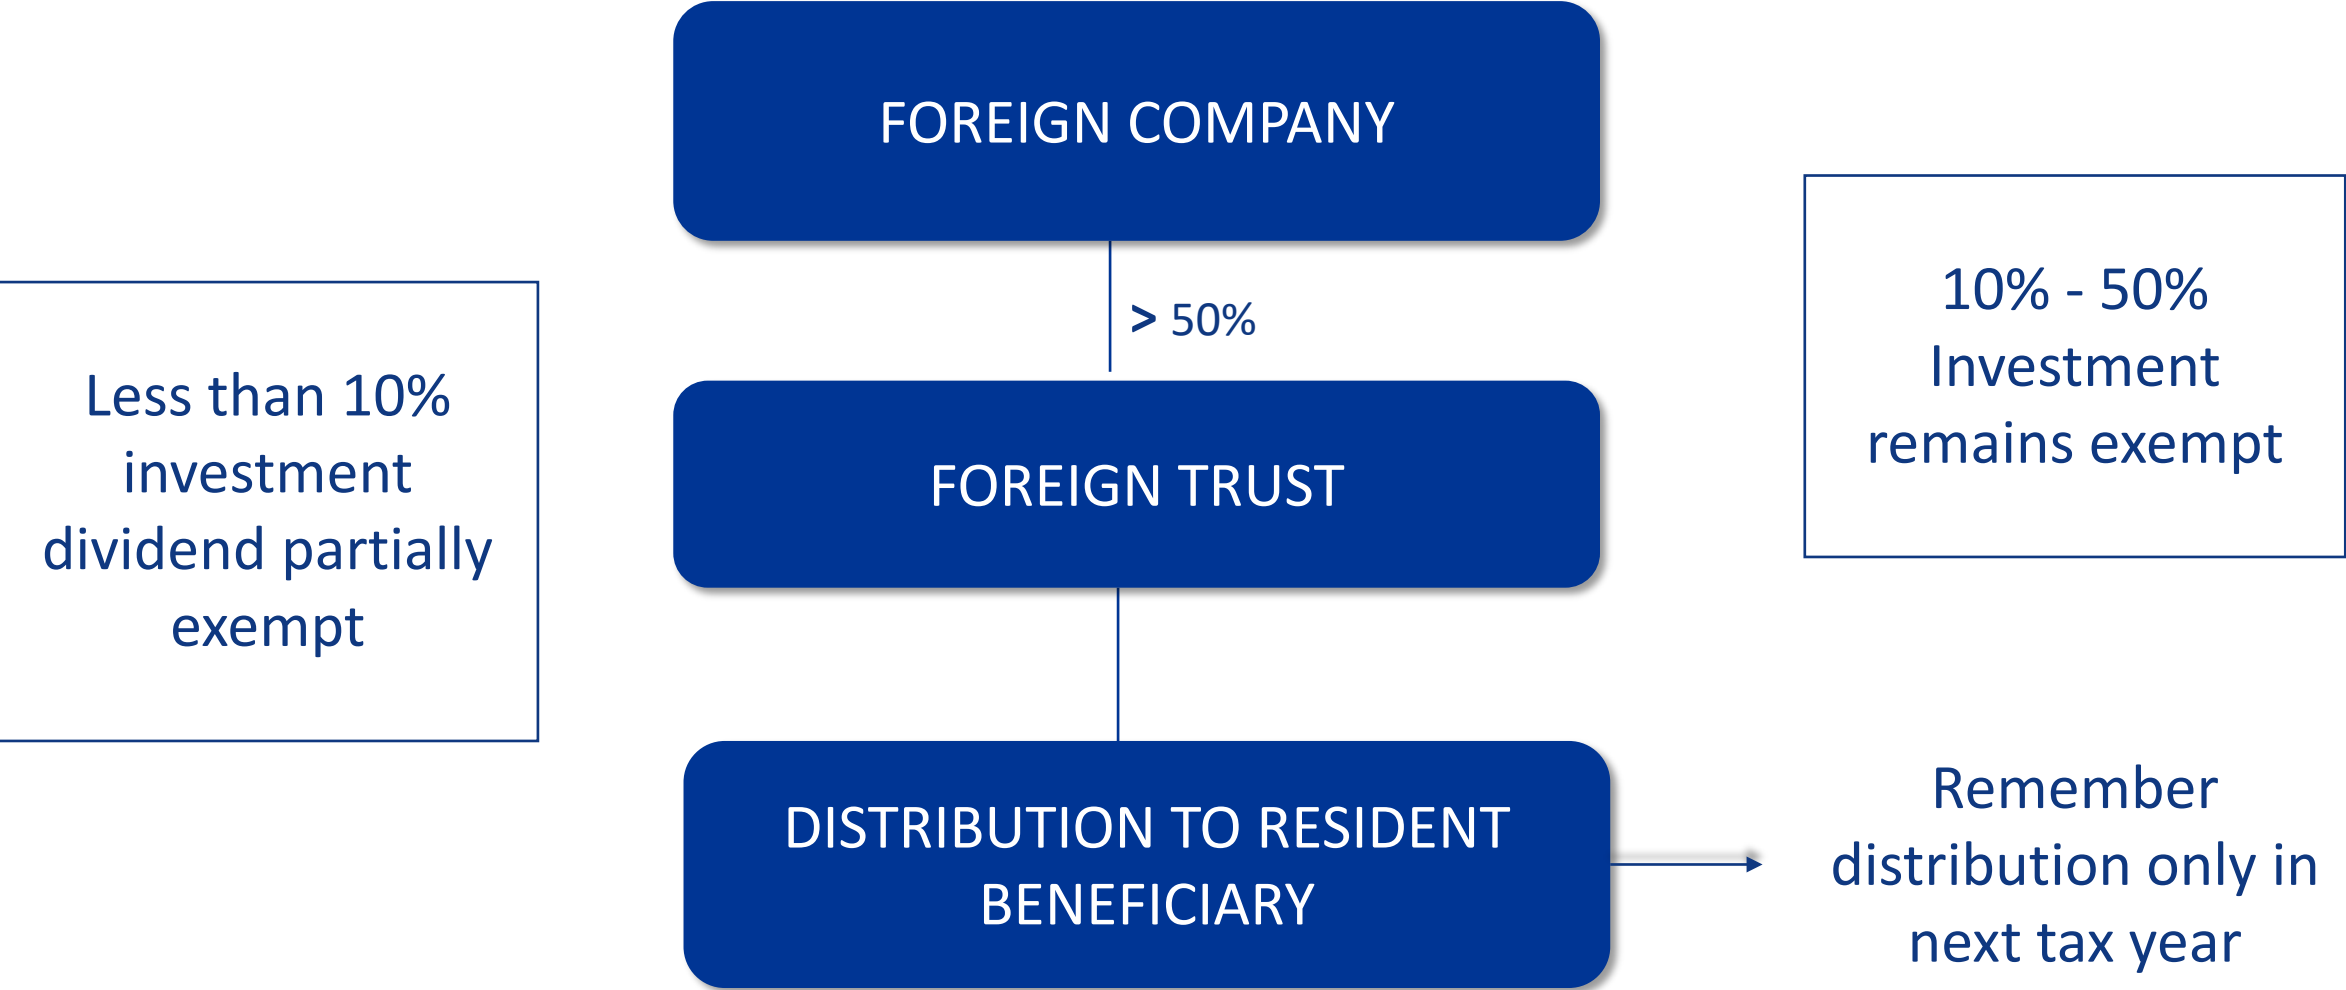 FOREIGN COMPANY
> 50%
10% - 50%
Investment
remains exempt
Less than 10%
investment
dividend partially
exempt
FOREIGN TRUST
DISTRIBUTION TO RESIDENT
BENEFICIARY
Remember
distribution only in
next tax year